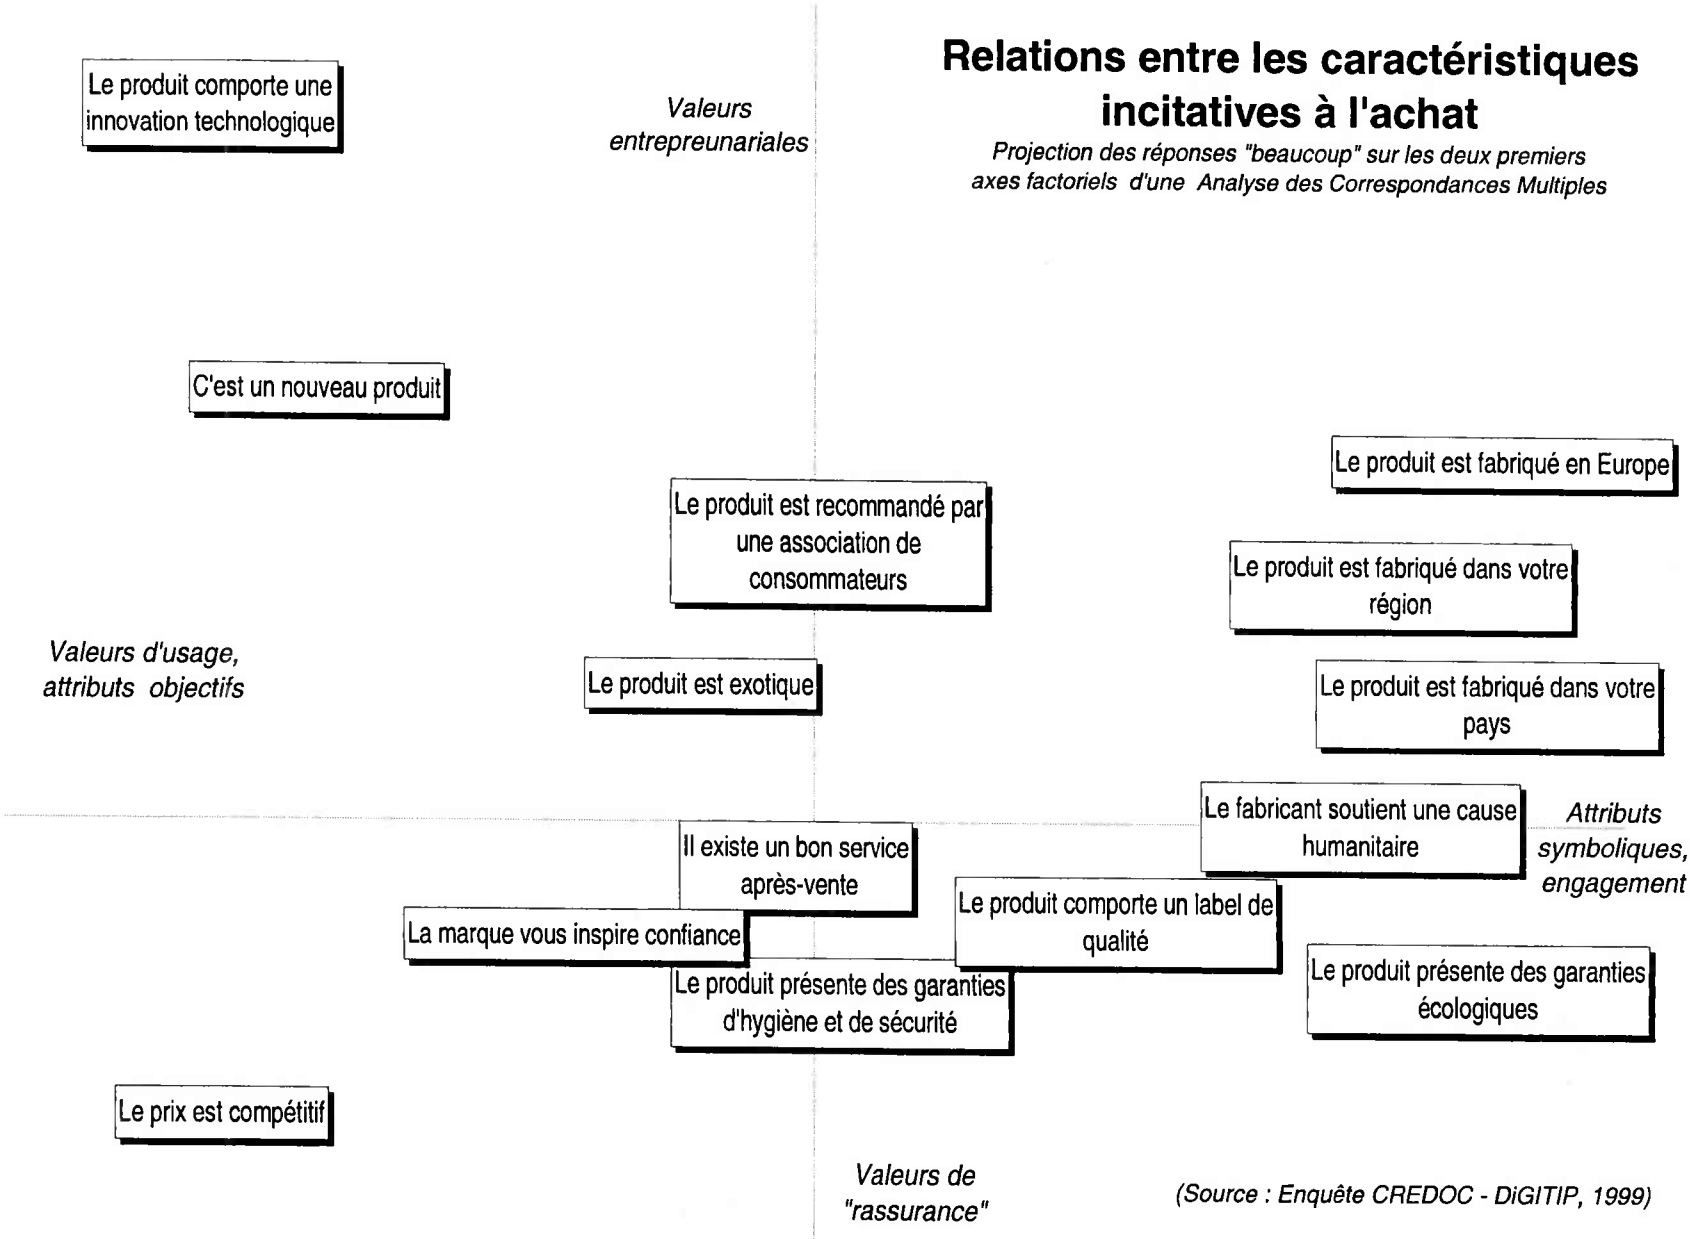 Relations entre les caractéristiques
incitatives à l'achat
Projection des réponses "beaucoup" sur les deux premiers
axes factoriels d'une Analyse des Correspondances Multiples
Le produit comporte une
innovation technologique
Valeurs
entrepreunariales
C'est un nouveau produit
Le produit est fabriqué en Europe
Le produit est recommandé par
une association de
consommateurs
Le produit est fabriqué dans votre
région
Valeurs d'usage,
attributs objectifs
Le produit est exotique
Le produit est fabriqué dans votre
pays
Le fabricant soutient une cause
humanitaire
Attributs
symboliques,
engagement
Il existe un bon service
après-vente
La marque vous inspire confiance
Le produit comporte un label de
qualité
Le produit présente des garanties
d'hygiène et de sécurité
Le produit présente des garanties
écologiques
Le prix est compétitif
Valeurs de
"rassurance"
(Source : Enquête CREDOC - DiGITIP, 1999)